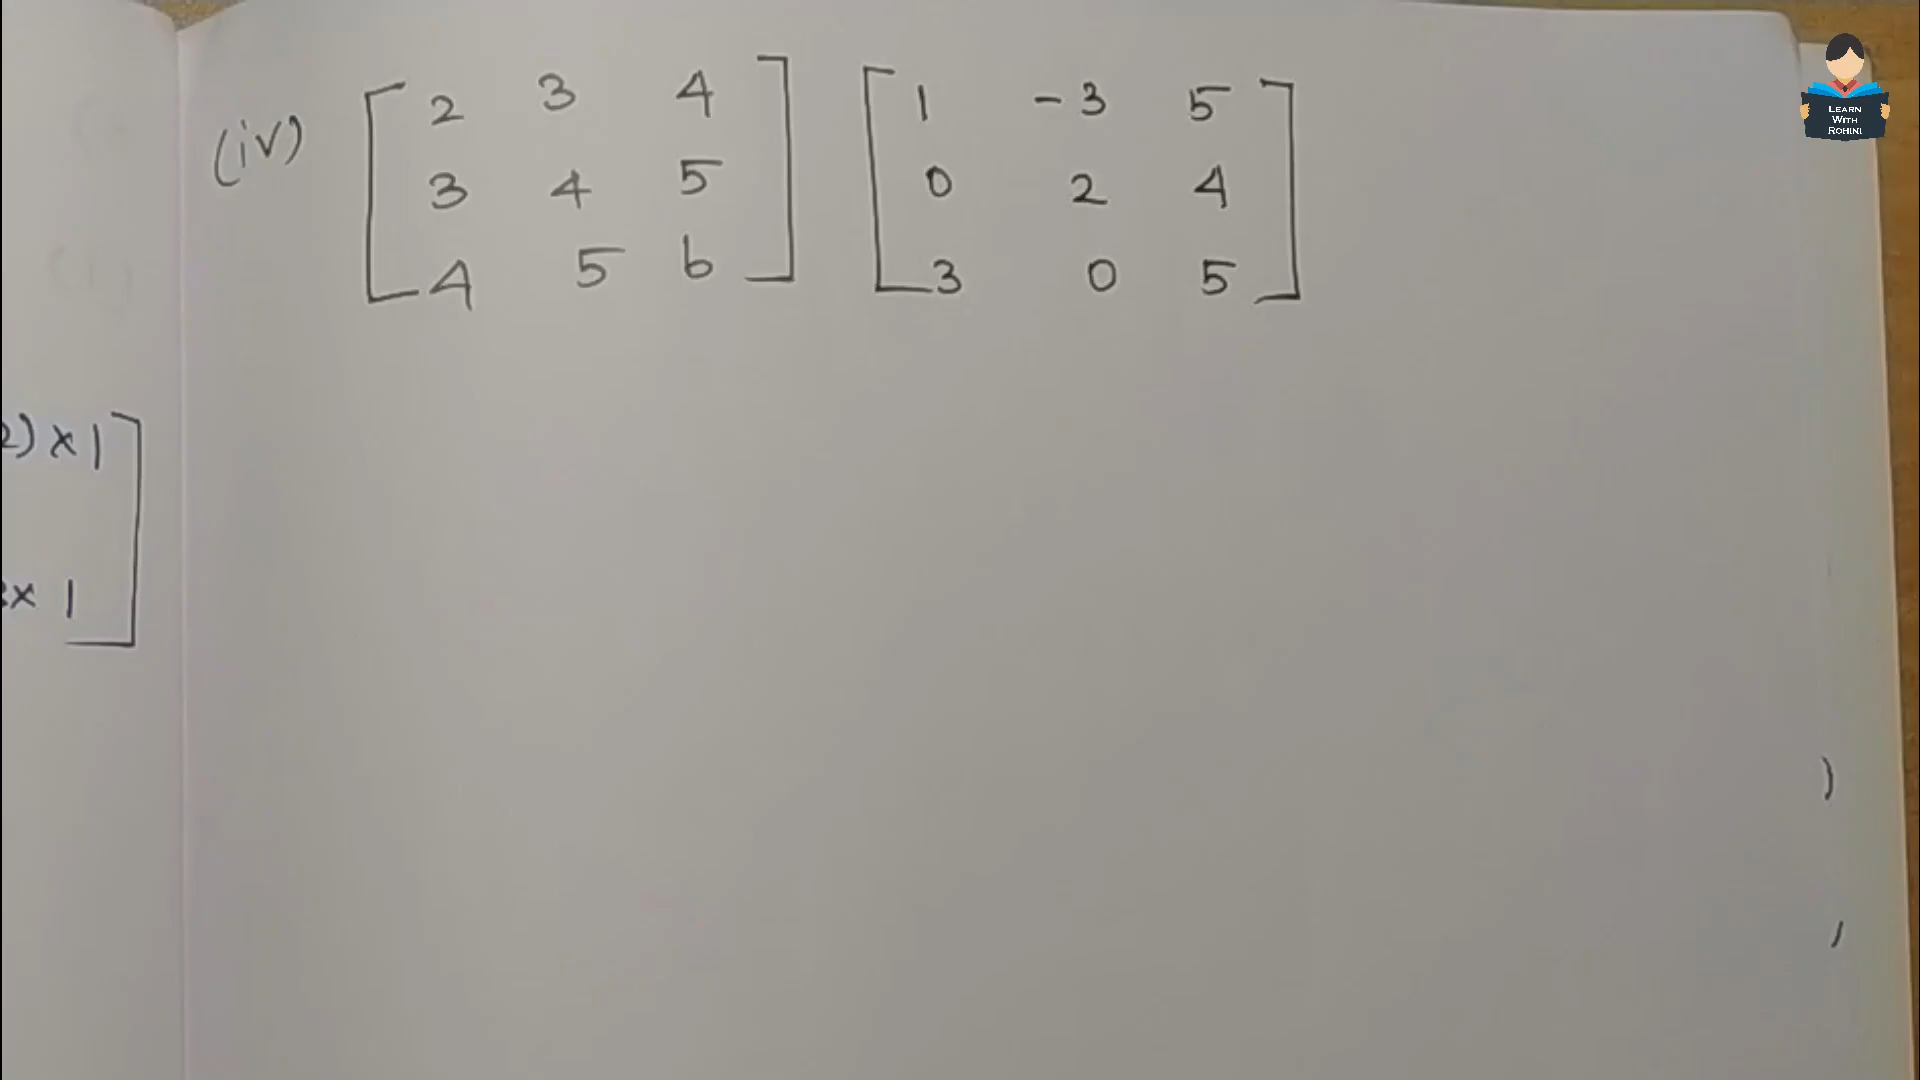 (iv) [ 2 3 4 ] [ 1 -3 5 ]
3 4 5 0 2 4
4 5 6 3 0 5
2) x 1 ]
x 1
LEARN
WITH
ROHINI